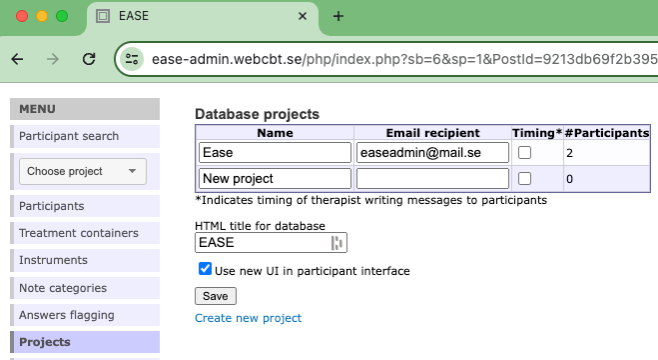 EASE
ease-admin.webcbt.se/php/index.php?sb=6&sp=1&PostId=9213db69f2b395
MENU
Participant search
Choose project
Participants
Treatment containers
Instruments
Note categories
Answers flagging
Projects
Database projects
Name Email recipient Timing* #Participants
Ease easeadmin@mail.se 2
New project 0
*Indicates timing of therapist writing messages to participants
HTML title for database
EASE
Use new UI in participant interface
Save
Create new project